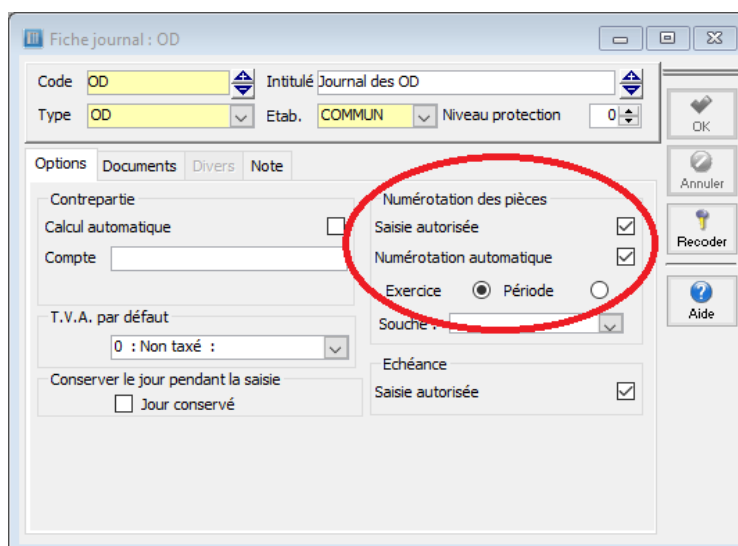 Fiche journal : OD
Code OD Intitulé Journal des OD
Type OD Etab. COMMUN Niveau protection 0
OK
Annuler
Recoder
Aide
Options Documents Divers Note
Contrepartie
Calcul automatique
Compte
T.V.A. par défaut
0 : Non taxé :
Conserver le jour pendant la saisie
Jour conservé
Numérotation des pièces
Saisie autorisée
Numérotation automatique
Exercice Période
Souche :
Echéance
Saisie autorisée